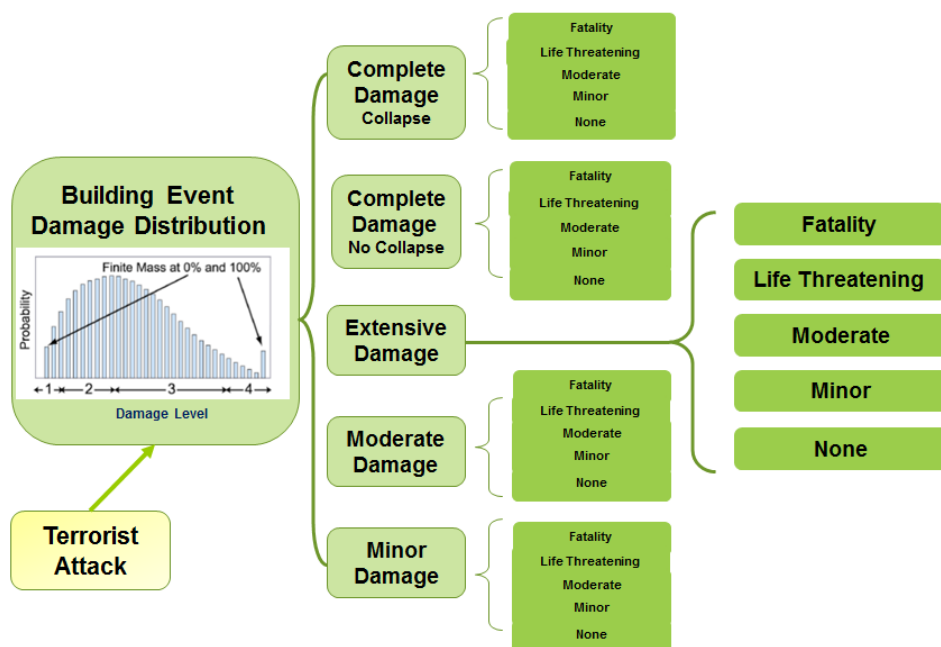 Building Event
Damage Distribution
Finite Mass at 0% and 100%
Probability
1 2 3 4
Damage Level
Terrorist
Attack
Complete
Damage
Collapse
Fatality
Life Threatening
Moderate
Minor
None
Complete
Damage
No Collapse
Fatality
Life Threatening
Moderate
Minor
None
Extensive
Damage
Fatality
Life Threatening
Moderate
Minor
None
Moderate
Damage
Fatality
Life Threatening
Moderate
Minor
None
Minor
Damage
Fatality
Life Threatening
Moderate
Minor
None